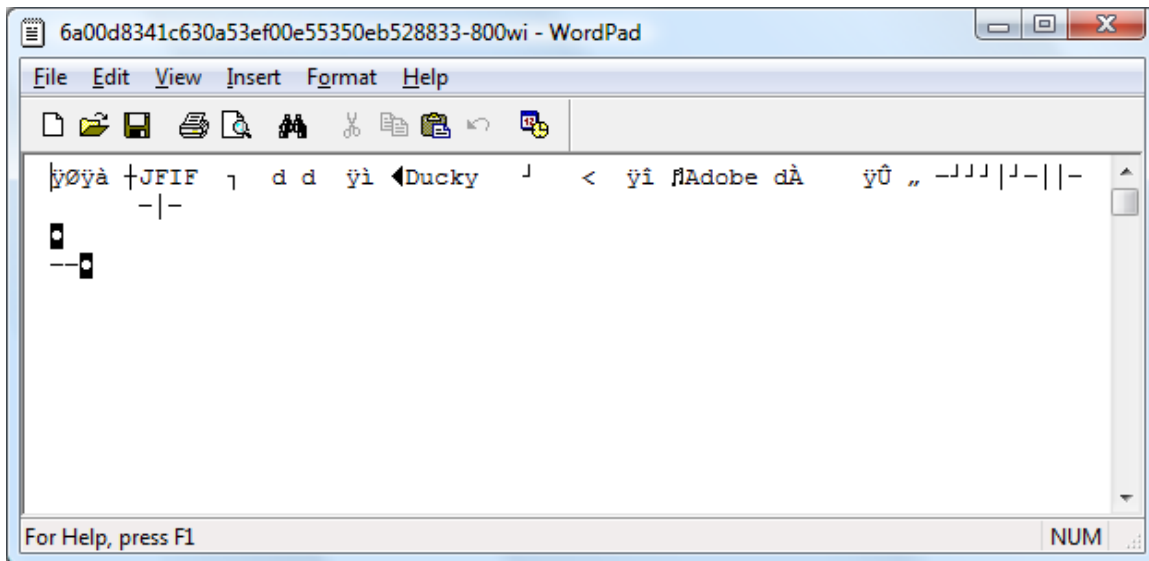 6a00d8341c630a53ef00e55350eb528833-800wi - WordPad
File Edit View Insert Format Help
ÿØÿà ┼JFIF ┐ d d ÿì ◄Ducky ┘ < ÿî Adobe dÀ ÿÛ „ ─┘┘┘│┘─││─
─│─
◘
──◘
For Help, press F1
NUM